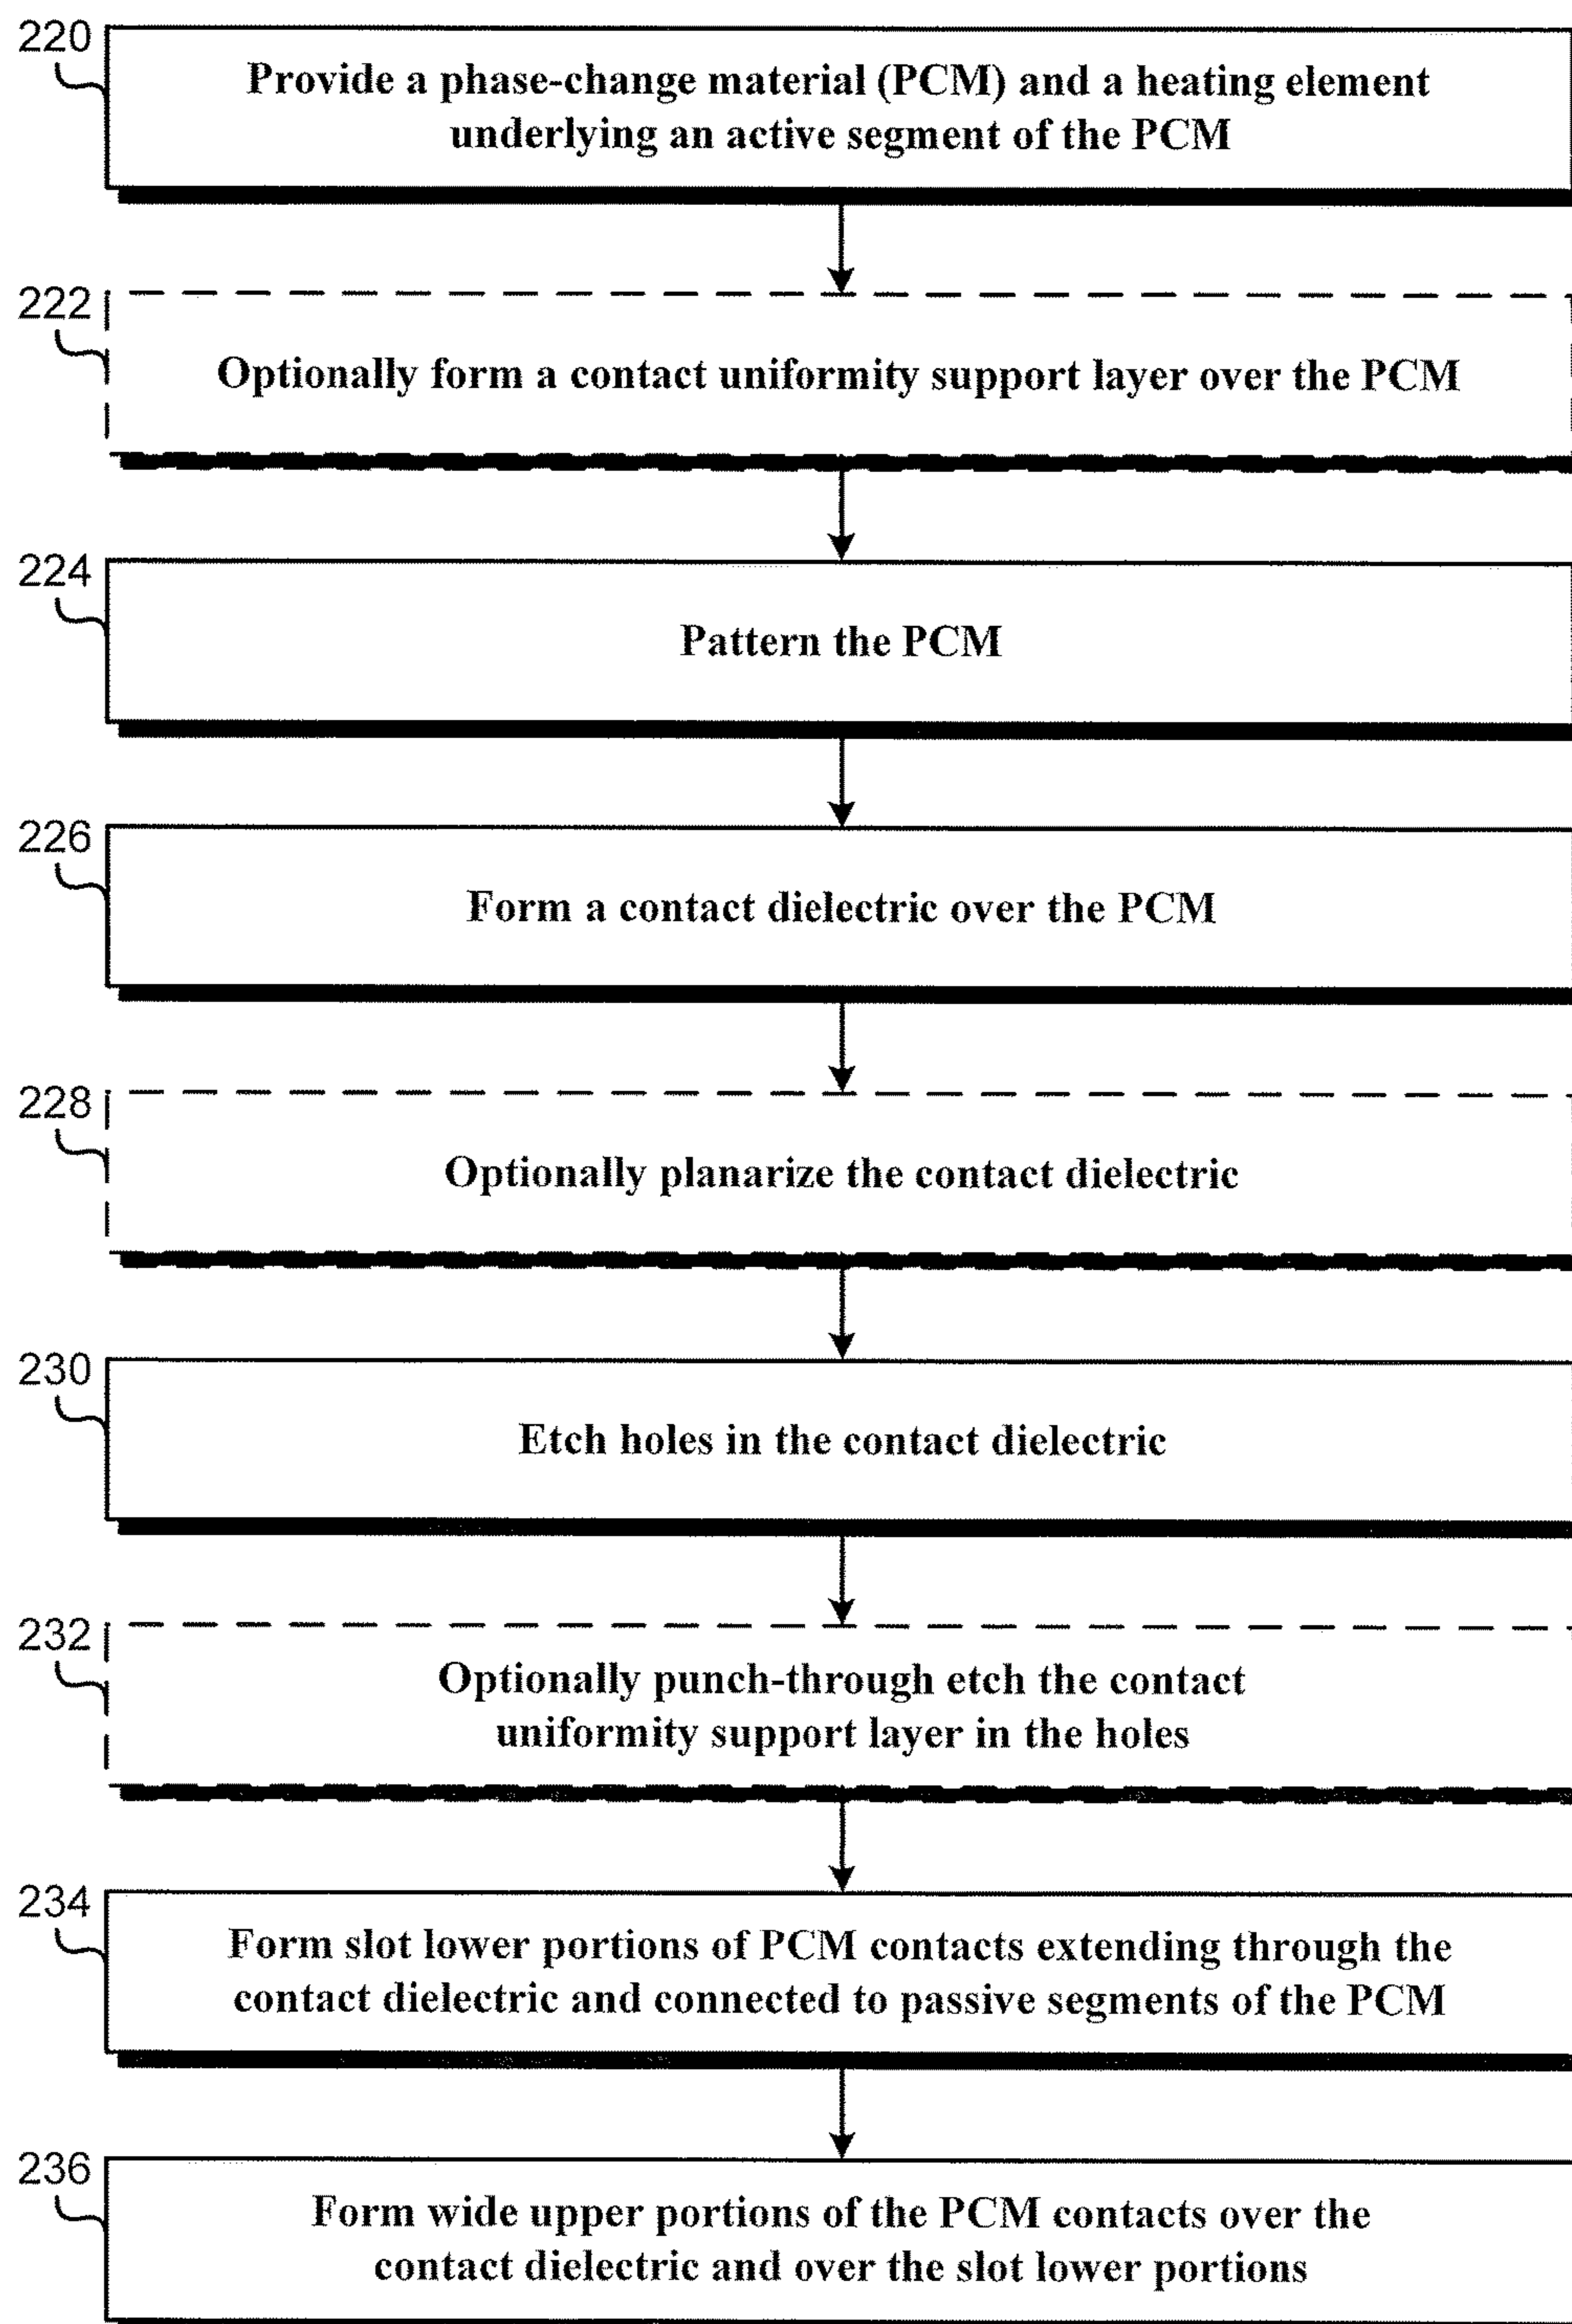 220
Provide a phase-change material (PCM) and a heating element
underlying an active segment of the PCM
222
Optionally form a contact uniformity support layer over the PCM
224
Pattern the PCM
226
Form a contact dielectric over the PCM
228
Optionally planarize the contact dielectric
230
Etch holes in the contact dielectric
232
Optionally punch-through etch the contact
uniformity support layer in the holes
234
Form slot lower portions of PCM contacts extending through the
contact dielectric and connected to passive segments of the PCM
236
Form wide upper portions of the PCM contacts over the
contact dielectric and over the slot lower portions